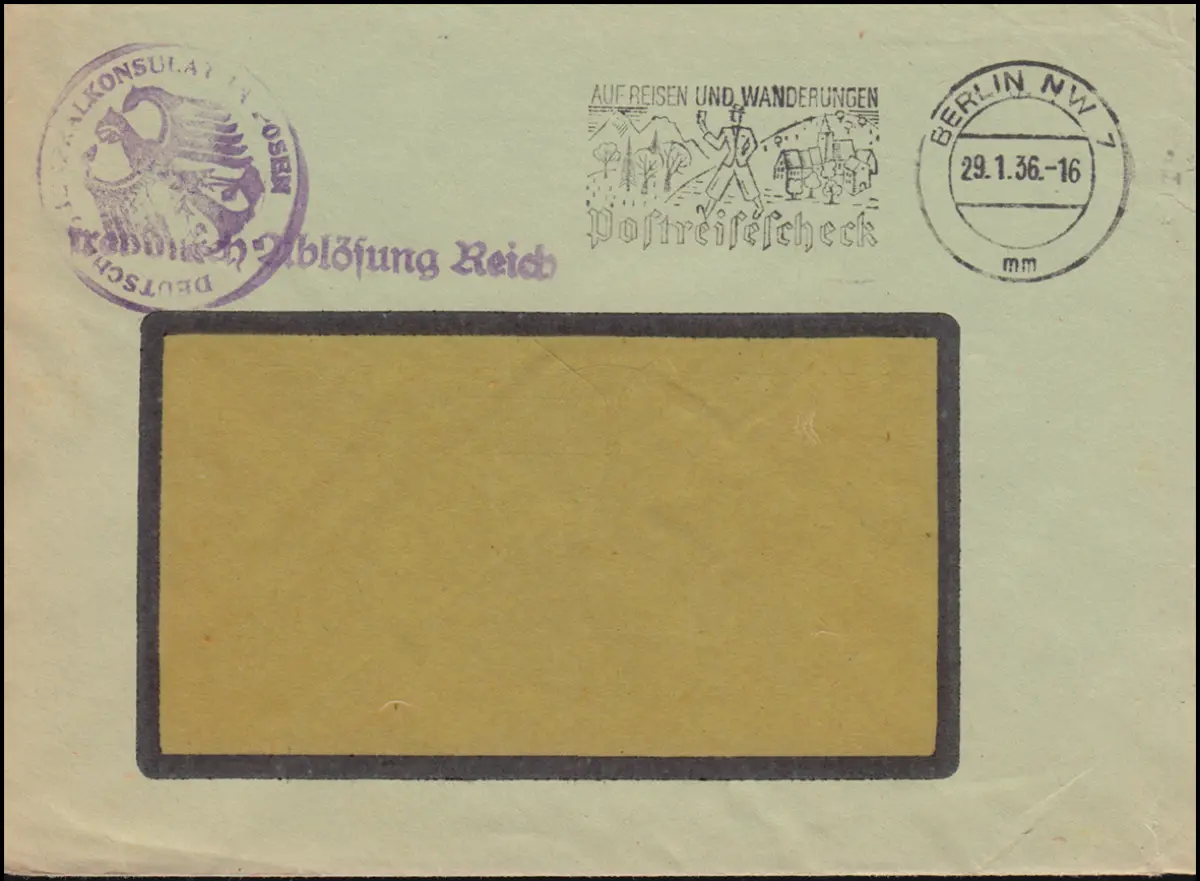 DEUTSCHES GENERALKONSULAT IN POSEN
Ablösung Reich
AUF REISEN UND WANDERUNGEN
Postreisescheck
BERLIN NW 7
29.1.36.-16
mm